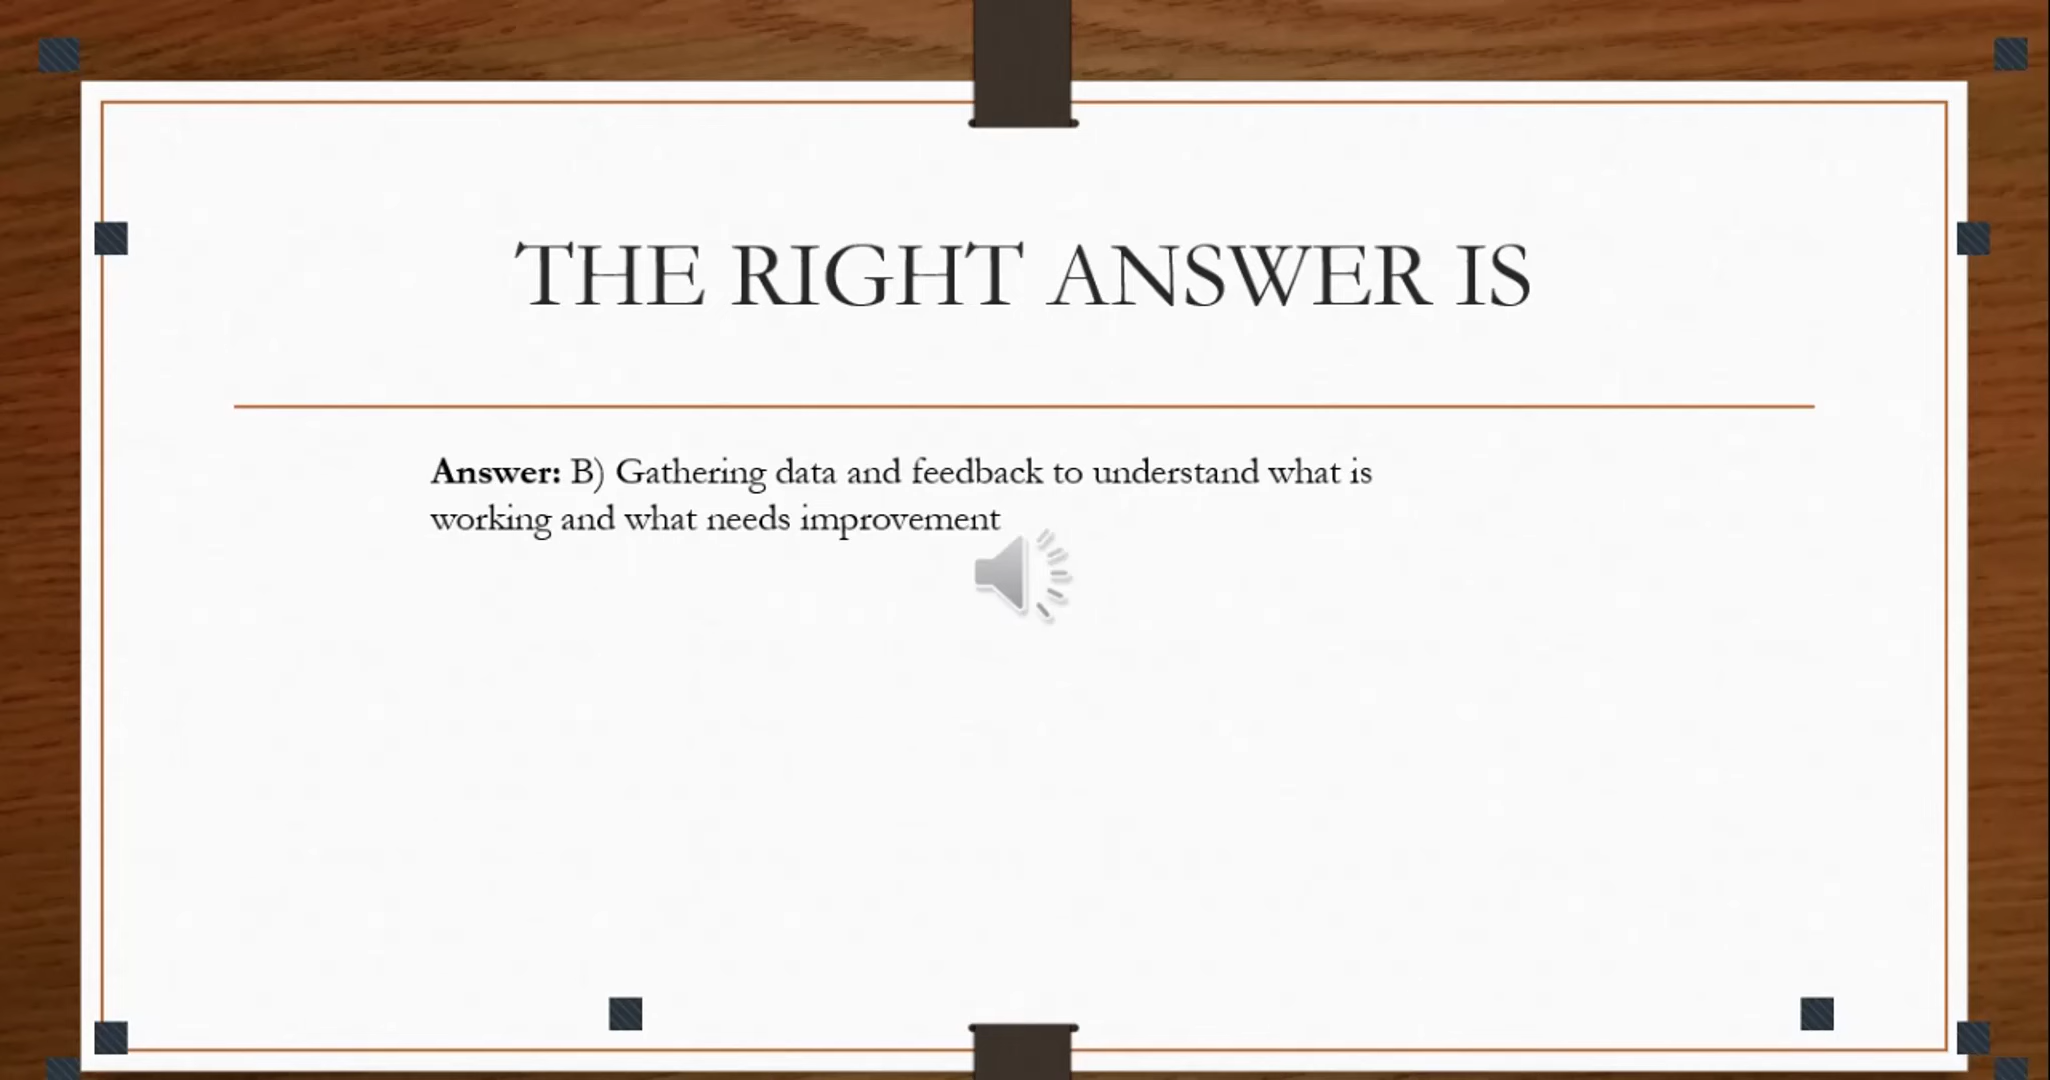 THE RIGHT ANSWER IS
Answer: B) Gathering data and feedback to understand what is
working and what needs improvement